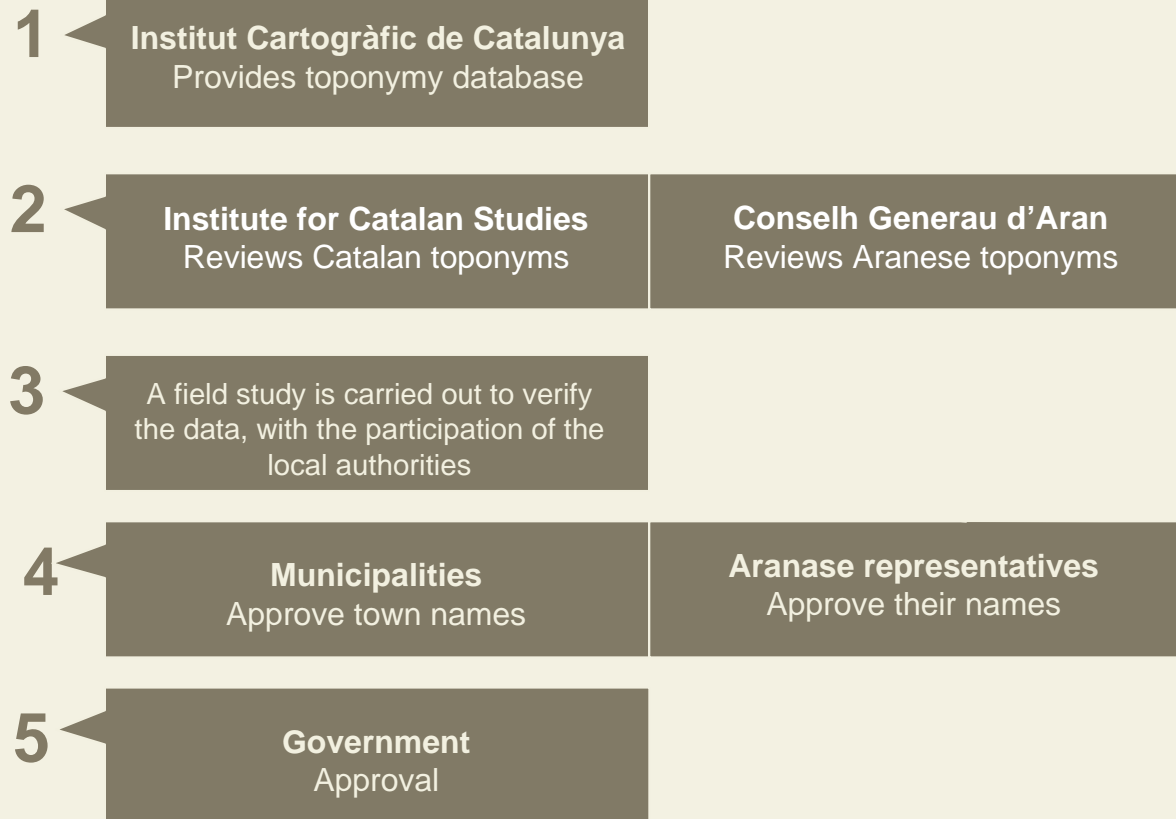 1
Institut Cartogràfic de Catalunya
Provides toponymy database
2
Institute for Catalan Studies
Reviews Catalan toponyms
Conselh Generau d’Aran
Reviews Aranese toponyms
3
A field study is carried out to verify
the data, with the participation of the
local authorities
4
Municipalities
Approve town names
Aranase representatives
Approve their names
5
Government
Approval